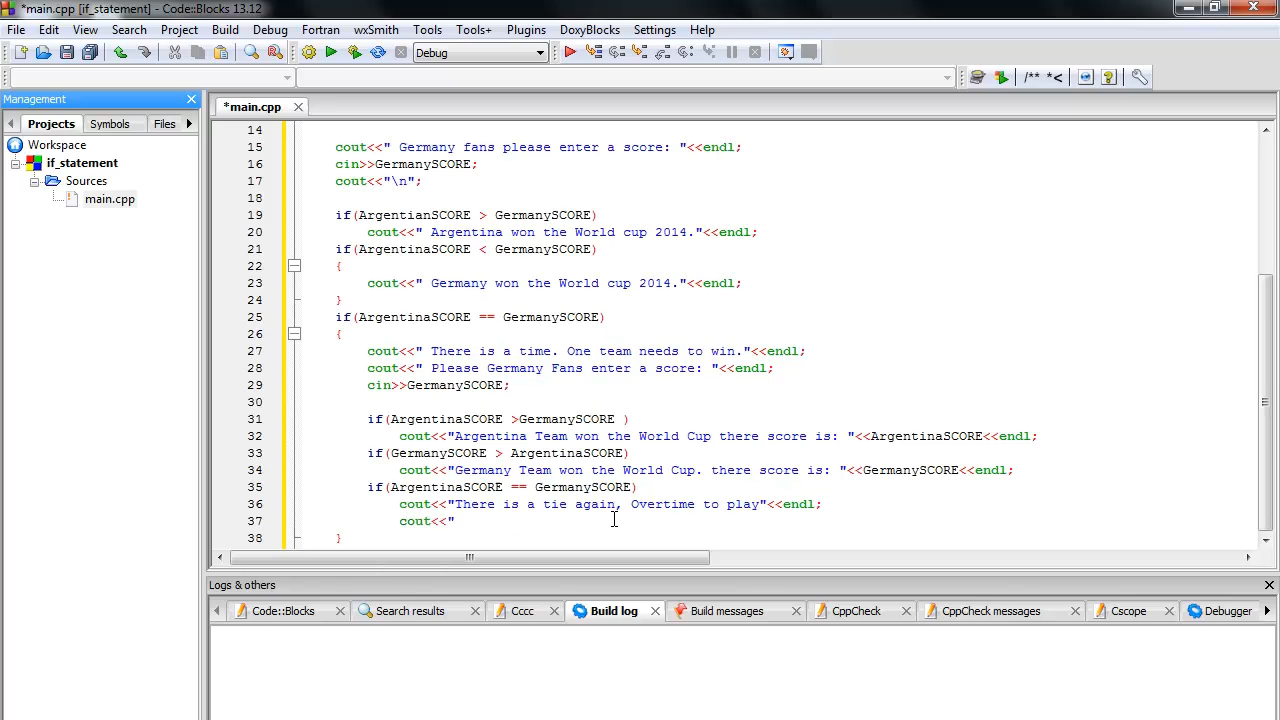 *main.cpp [if_statement] - Code::Blocks 13.12
File Edit View Search Project Build Debug Fortran wxSmith Tools Tools+ Plugins DoxyBlocks Settings Help
Debug
/** *<
Management
*main.cpp
Projects Symbols Files
Workspace
if_statement
Sources
main.cpp
14
15 cout<<" Germany fans please enter a score: "<<endl;
16 cin>>GermanySCORE;
17 cout<<"\n";
18
19 if(ArgentianSCORE > GermanySCORE)
20 cout<<" Argentina won the World cup 2014."<<endl;
21 if(ArgentinaSCORE < GermanySCORE)
22 {
23 cout<<" Germany won the World cup 2014."<<endl;
24 }
25 if(ArgentinaSCORE == GermanySCORE)
26 {
27 cout<<" There is a time. One team needs to win."<<endl;
28 cout<<" Please Germany Fans enter a score: "<<endl;
29 cin>>GermanySCORE;
30
31 if(ArgentinaSCORE >GermanySCORE )
32 cout<<"Argentina Team won the World Cup there score is: "<<ArgentinaSCORE<<endl;
33 if(GermanySCORE > ArgentinaSCORE)
34 cout<<"Germany Team won the World Cup. there score is: "<<GermanySCORE<<endl;
35 if(ArgentinaSCORE == GermanySCORE)
36 cout<<"There is a tie again, Overtime to play"<<endl;
37 cout<<"
38 }
Logs & others
Code::Blocks Search results Cccc Build log Build messages CppCheck CppCheck messages Cscope Debugger